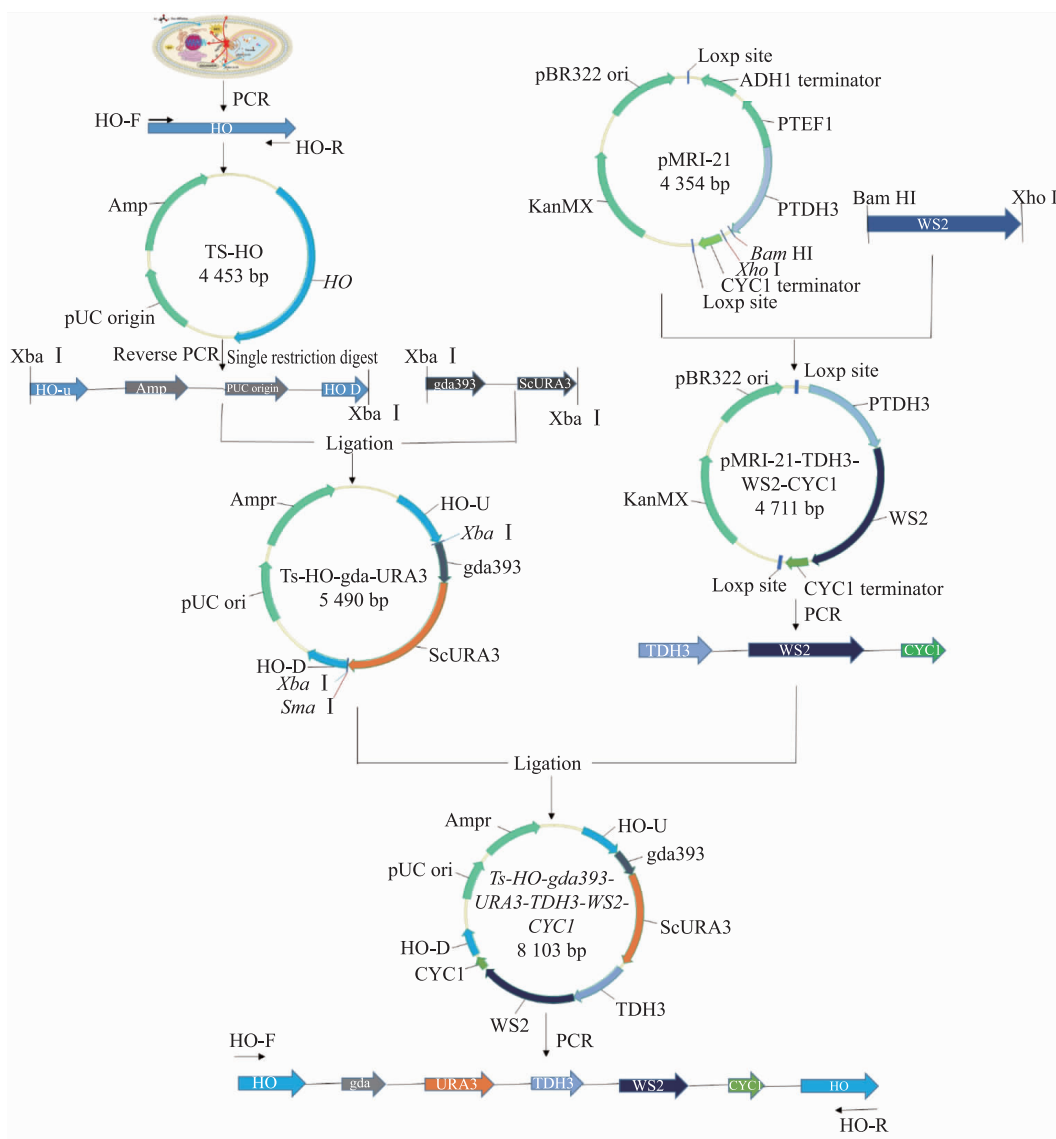 PCR
HO-F
HO
HO-R
Amp
TS-HO
4 453 bp
HO
pUC origin
Xba Ⅰ
Reverse PCR
Single restriction digest
HO-u
Amp
PUC origin
HO D
Xba Ⅰ
Xba Ⅰ
gda393
ScURA3
Xba Ⅰ
Ligation
Ampr
HO-U
Xba Ⅰ
gda393
Ts-HO-gda-URA3
5 490 bp
pUC ori
ScURA3
HO-D
Xba Ⅰ
Sma Ⅰ
Loxp site
pBR322 ori
ADH1 terminator
PTEF1
pMRI-21
4 354 bp
KanMX
PTDH3
Bam HI
Xho I
CYC1 terminator
Loxp site
Bam HI
Xho I
WS2
Loxp site
pBR322 ori
PTDH3
pMRI-21-TDH3-
WS2-CYC1
4 711 bp
KanMX
WS2
Loxp site
CYC1 terminator
PCR
TDH3
WS2
CYC1
Ligation
Ampr
HO-U
gda393
pUC ori
Ts-HO-gda393-
URA3-TDH3-WS2-
CYC1
8 103 bp
ScURA3
HO-D
CYC1
TDH3
WS2
PCR
HO-F
HO
gda
URA3
TDH3
WS2
CYC1
HO
HO-R